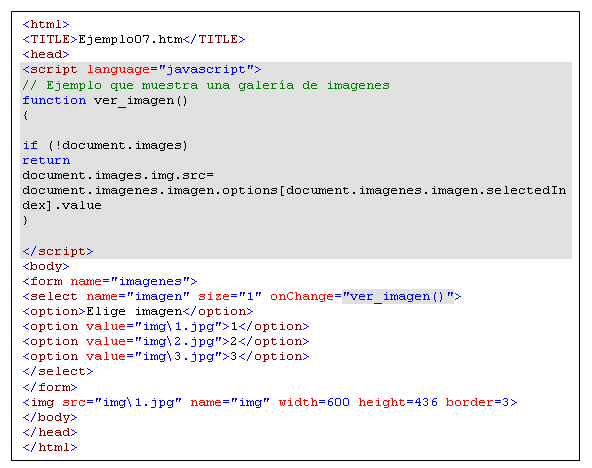 <html>
<TITLE>Ejemplo07.htm</TITLE>
<head>
<script language="javascript">
// Ejemplo que muestra una galería de imagenes
function ver_imagen()
{
if (!document.images)
return
document.images.img.src=
document.imagenes.imagen.options[document.imagenes.imagen.selectedIn
dex].value
}
</script>
<body>
<form name="imagenes">
<select name="imagen" size="1" onChange="ver_imagen()">
<option>Elige imagen</option>
<option value="img\1.jpg">1</option>
<option value="img\2.jpg">2</option>
<option value="img\3.jpg">3</option>
</select>
</form>
<img src="img\1.jpg" name="img" width=600 height=436 border=3>
</body>
</head>
</html>